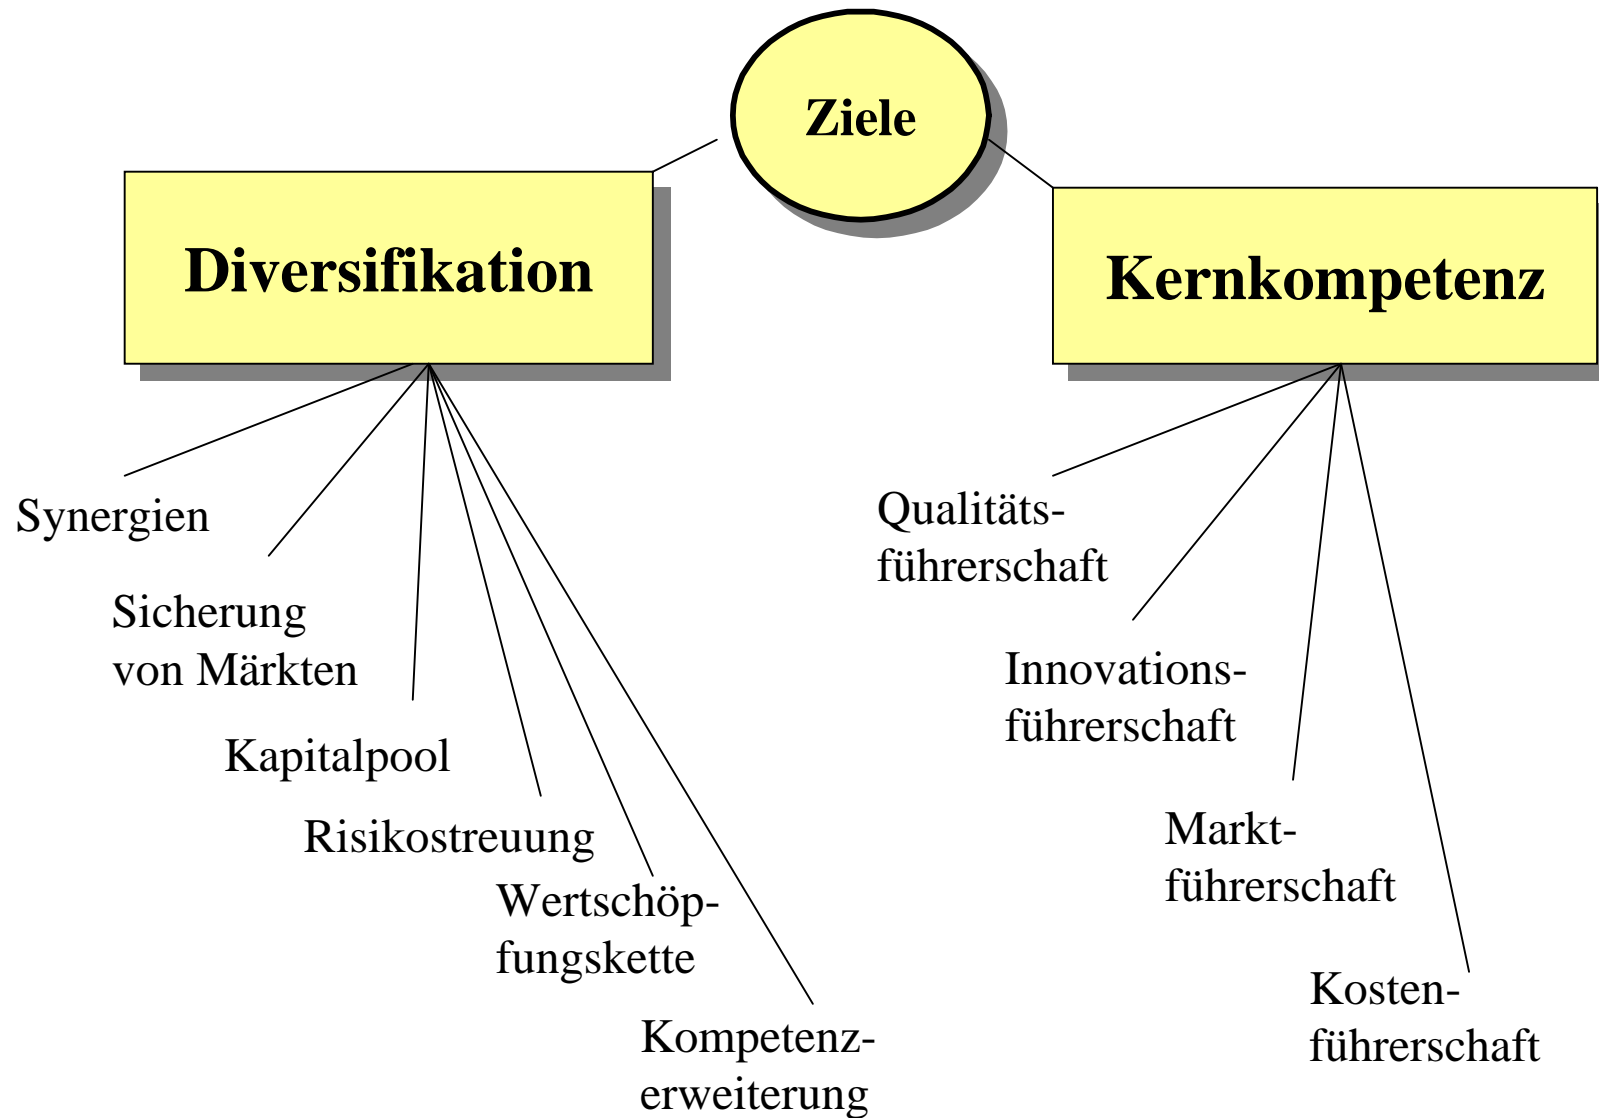 Ziele
Diversifikation
Kernkompetenz
Synergien
Sicherung
von Märkten
Kapitalpool
Risikostreuung
Wertschöp-
fungskette
Kompetenz-
erweiterung
Qualitäts-
führerschaft
Innovations-
führerschaft
Markt-
führerschaft
Kosten-
führerschaft